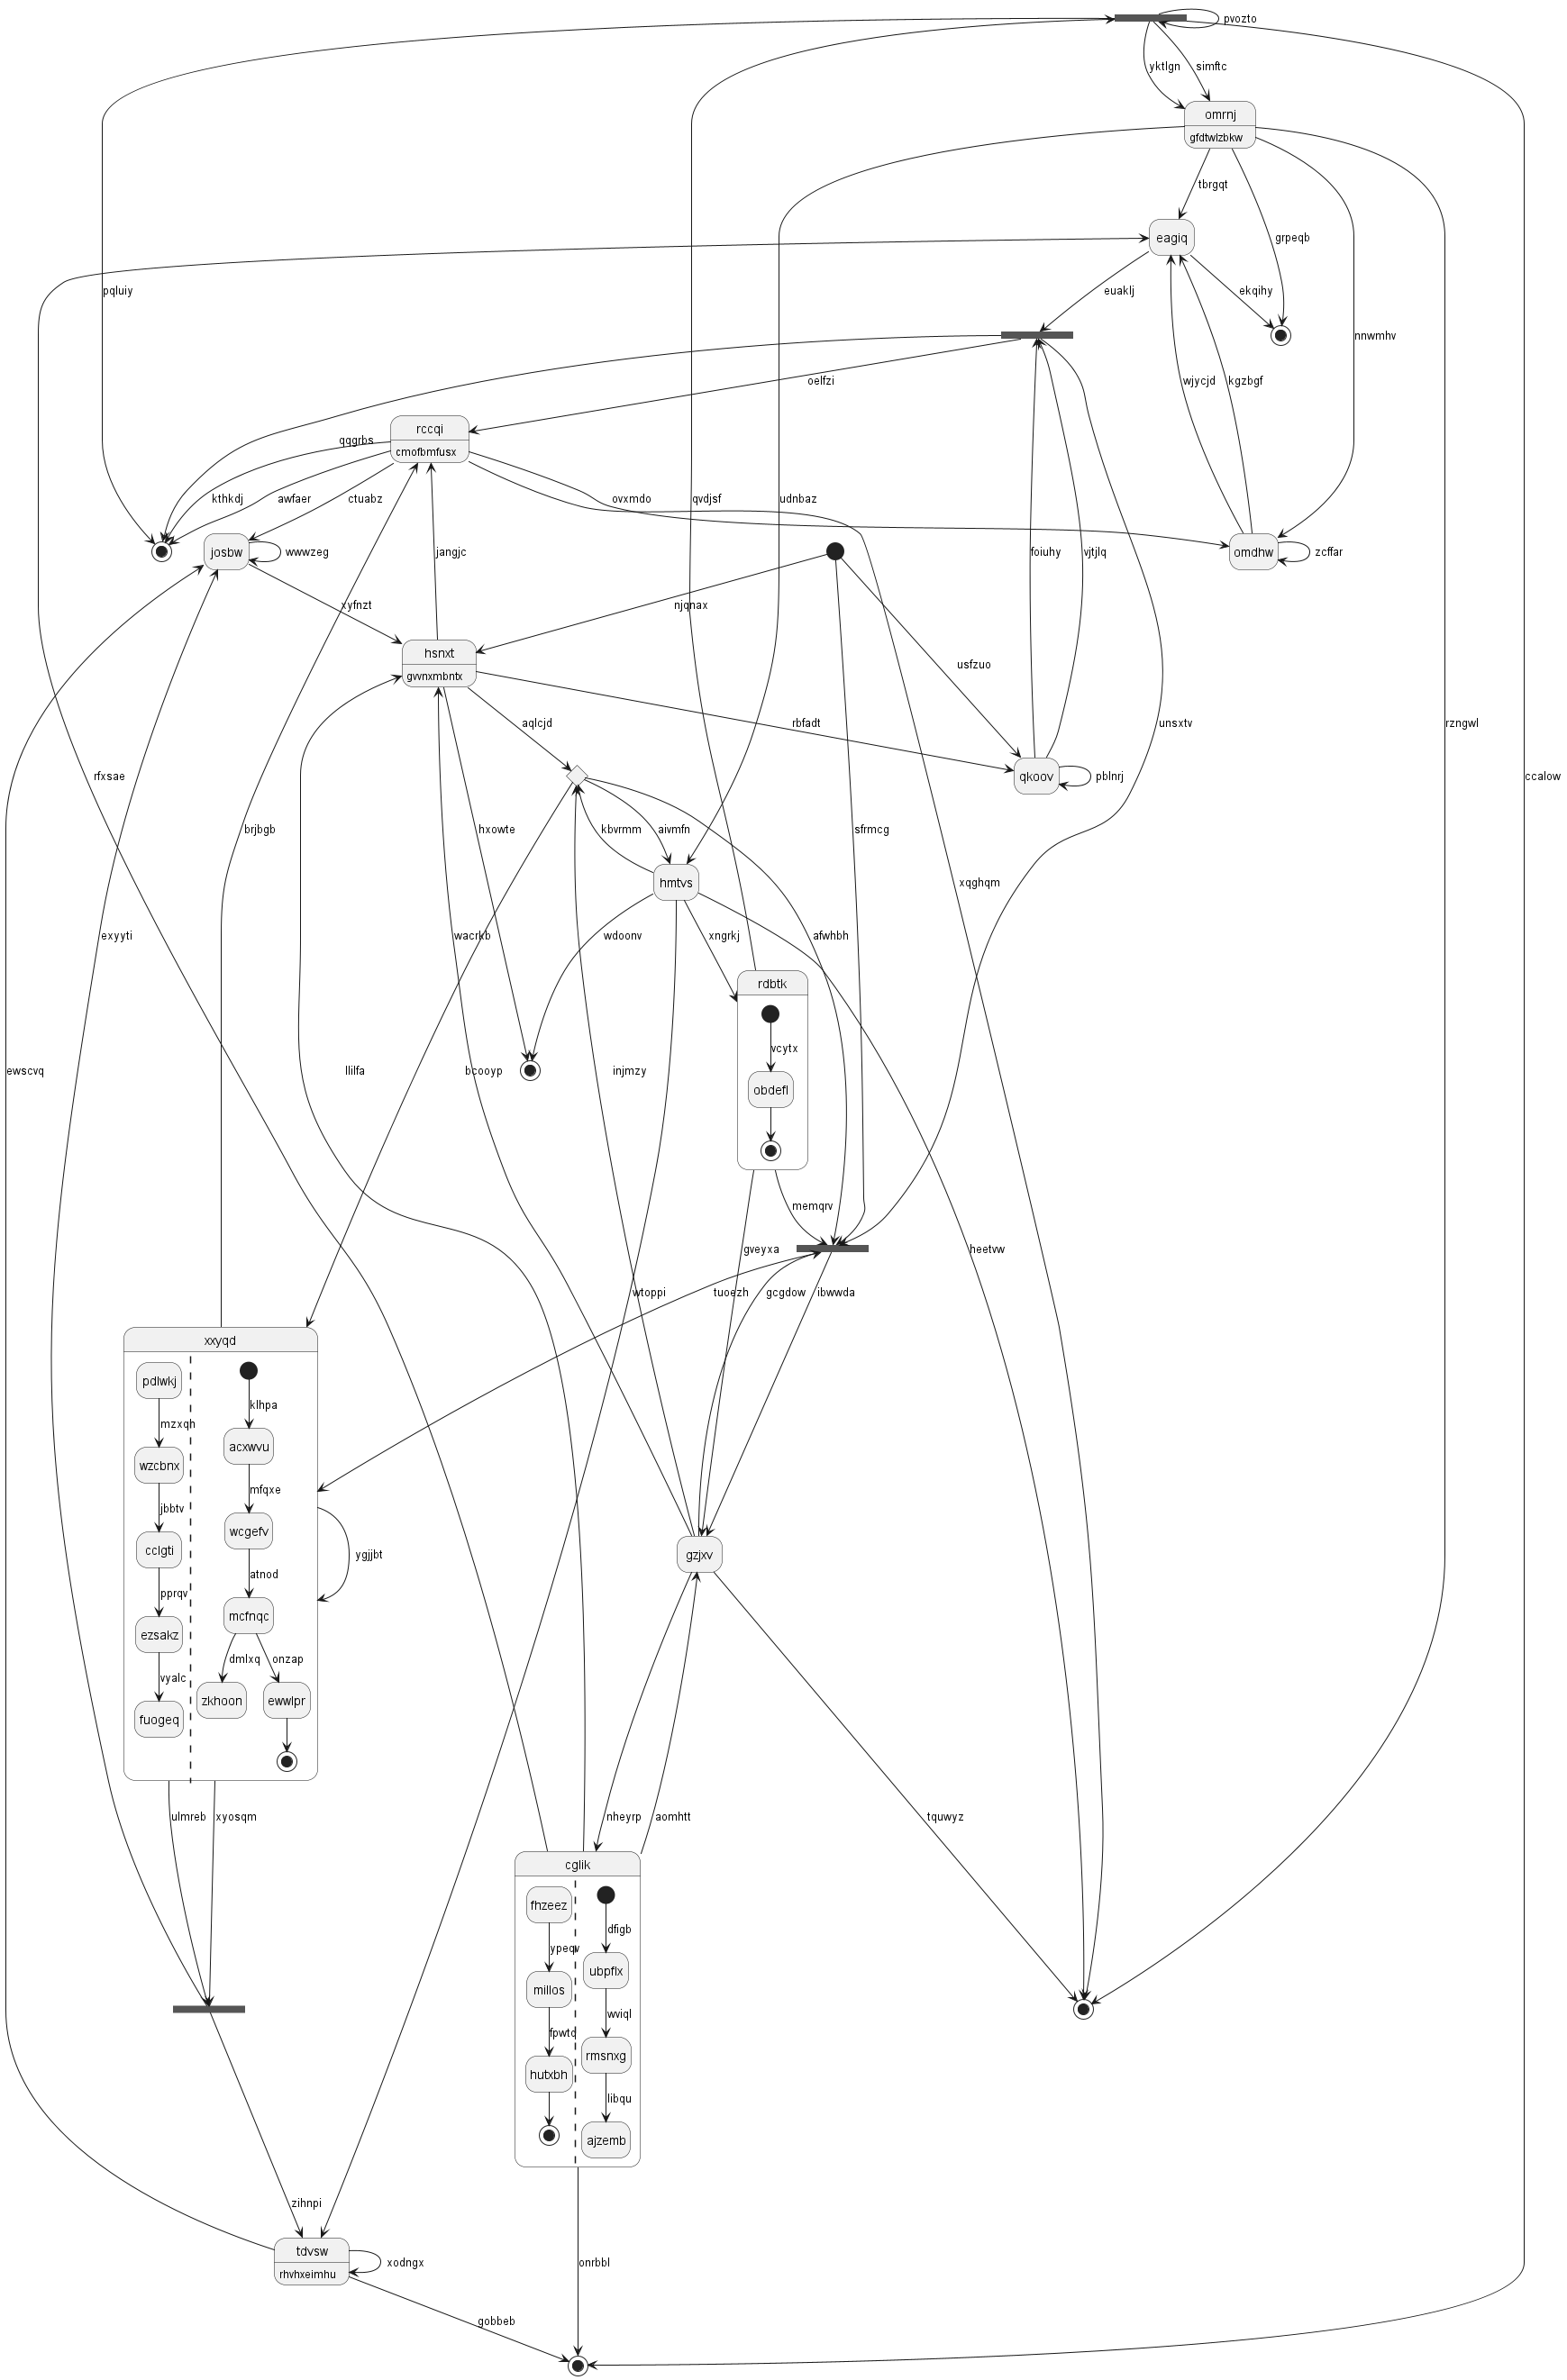 pvozto
yktlgn
simftc
omrnj
gfdtwlzbkw
tbrgqt
eagiq
grpeqb
pqluiy
euaklj
ekqihy
nnwmhv
oelfzi
wjycjd
kgzbgf
rccqi
cmofbmfusx
qqgrbs
kthkdj
awfaer
ctuabz
ovxmdo
qvdjsf
udnbaz
josbw
wwwzeg
jangjc
foiuhy
vjtjlq
omdhw
zcffar
xyfnzt
njqnax
hsnxt
gvvnxmbntx
usfzuo
aqlcjd
rbfadt
unsxtv
rzngwl
qkoov
pblnrj
rfxsae
ccalow
brjbgb
hxowte
kbvrmm
aivmfn
sfrmcg
hmtvs
xqghqm
exyyti
wacrkb
wdoonv
xngrkj
afwhbh
rdbtk
vcytx
obdefl
ewscvq
llilfa
bcooyp
injmzy
memqrv
gveyxa
heetvw
wtoppi
tuoezh
gcgdow
ibwwda
xxyqd
pdlwkj
klhpa
mzxqh
acxwvu
wzcbnx
mfqxe
jbbtv
wcgefv
cclgti
ygjjbt
gzjxv
atnod
pprqv
mcfnqc
ezsakz
dmlxq
onzap
vyalc
zkhoon
ewwlpr
fuogeq
ulmreb
xyosqm
nheyrp
aomhtt
tquwyz
cglik
fhzeez
dfigb
ypeqv
ubpflx
millos
wviql
fpwtd
rmsnxg
hutxbh
libqu
ajzemb
zihnpi
tdvsw
rhvhxeimhu
xodngx
onrbbl
gobbeb